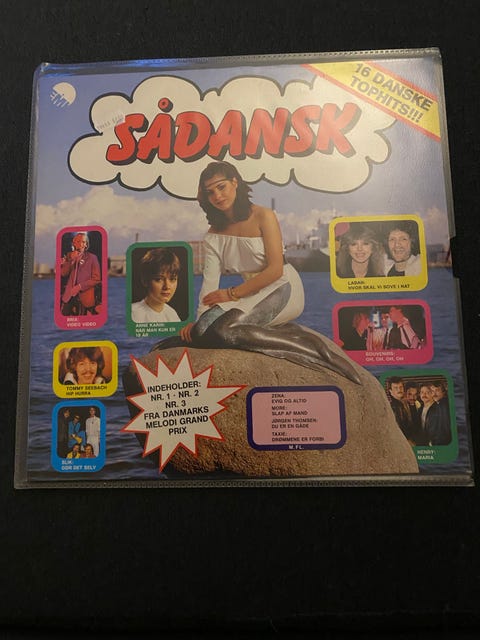 16 DANSKE
TOPHITS!!!
SÅDANSK
BRIX:
VIDEO VIDEO
ANNE KARIN:
NÅR MAN KUN ER
16 ÅR
LABAN:
HVOR SKAL VI SOVE I NAT
SOUVENIRS:
OH, OH, OH, OH
TOMMY SEEBACH
HIP HURRA
SLIK:
GØR DET SELV
INDEHOLDER:
NR. 1 · NR. 2
NR. 3
FRA DANMARKS
MELODI GRAND
PRIX
ZENA:
EVIG OG ALTID
MORE:
SLAP AF MAND
JØRGEN THOMSEN:
DU ER EN GÅDE
TAXIE:
DRØMMENE ER FORBI
M. FL.
HENRY:
MARIA